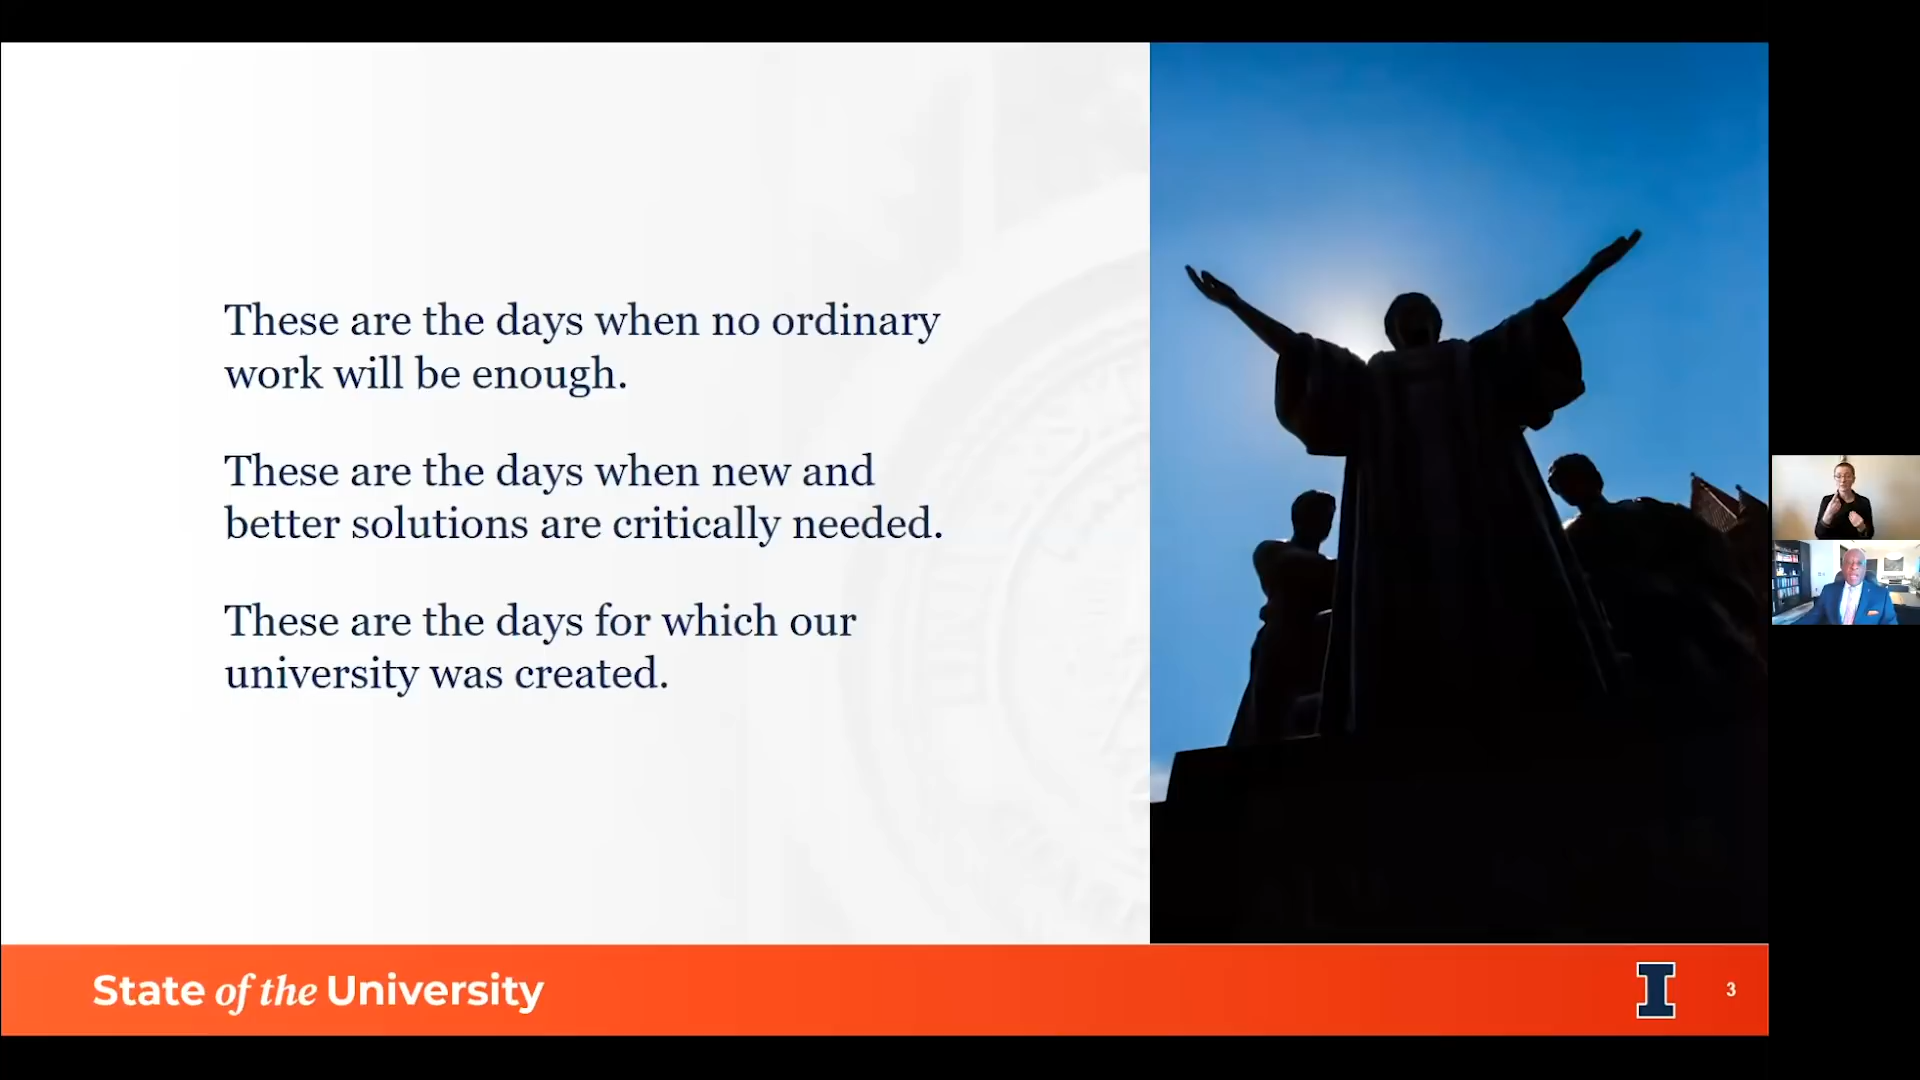 These are the days when no ordinary
work will be enough.
These are the days when new and
better solutions are critically needed.
These are the days for which our
university was created.
State of the University
I
3